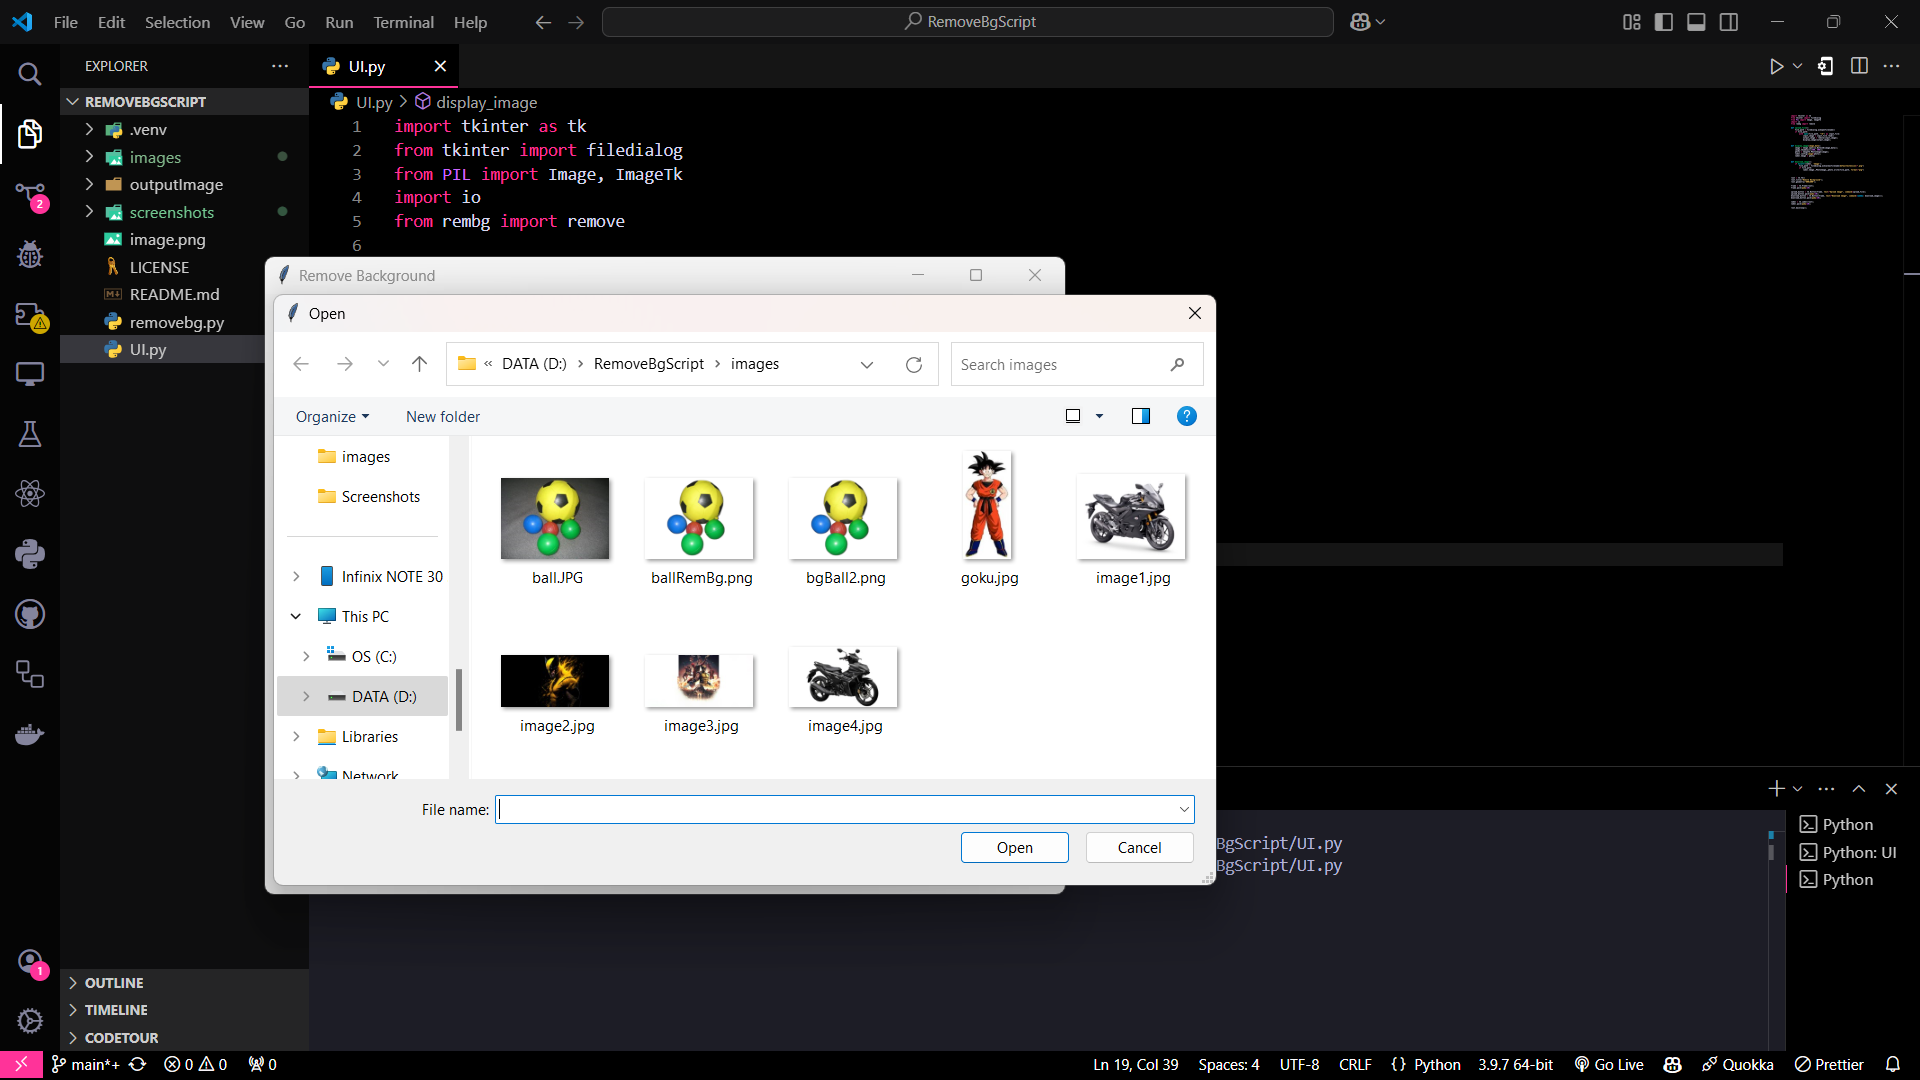 File Edit Selection View Go Run Terminal Help
RemoveBgScript
EXPLORER
UI.py
REMOVEBGSCRIPT
.venv
images
outputImage
screenshots
image.png
LICENSE
README.md
removebg.py
UI.py
2
UI.py > display_image
1 import tkinter as tk
2 from tkinter import filedialog
3 from PIL import Image, ImageTk
4 import io
5 from rembg import remove
6
Remove Background
Open
« DATA (D:) > RemoveBgScript > images
Search images
Organize
New folder
images
Screenshots
Infinix NOTE 30
This PC
OS (C:)
DATA (D:)
Libraries
Network
ball.JPG
ballRemBg.png
bgBall2.png
goku.jpg
image1.jpg
image2.jpg
image3.jpg
image4.jpg
File name:
Open
Cancel
BgScript/UI.py
BgScript/UI.py
Python
Python: UI
Python
1
OUTLINE
TIMELINE
CODETOUR
main*+ 0 0 0
Ln 19, Col 39 Spaces: 4 UTF-8 CRLF {} Python 3.9.7 64-bit Go Live Quokka Prettier